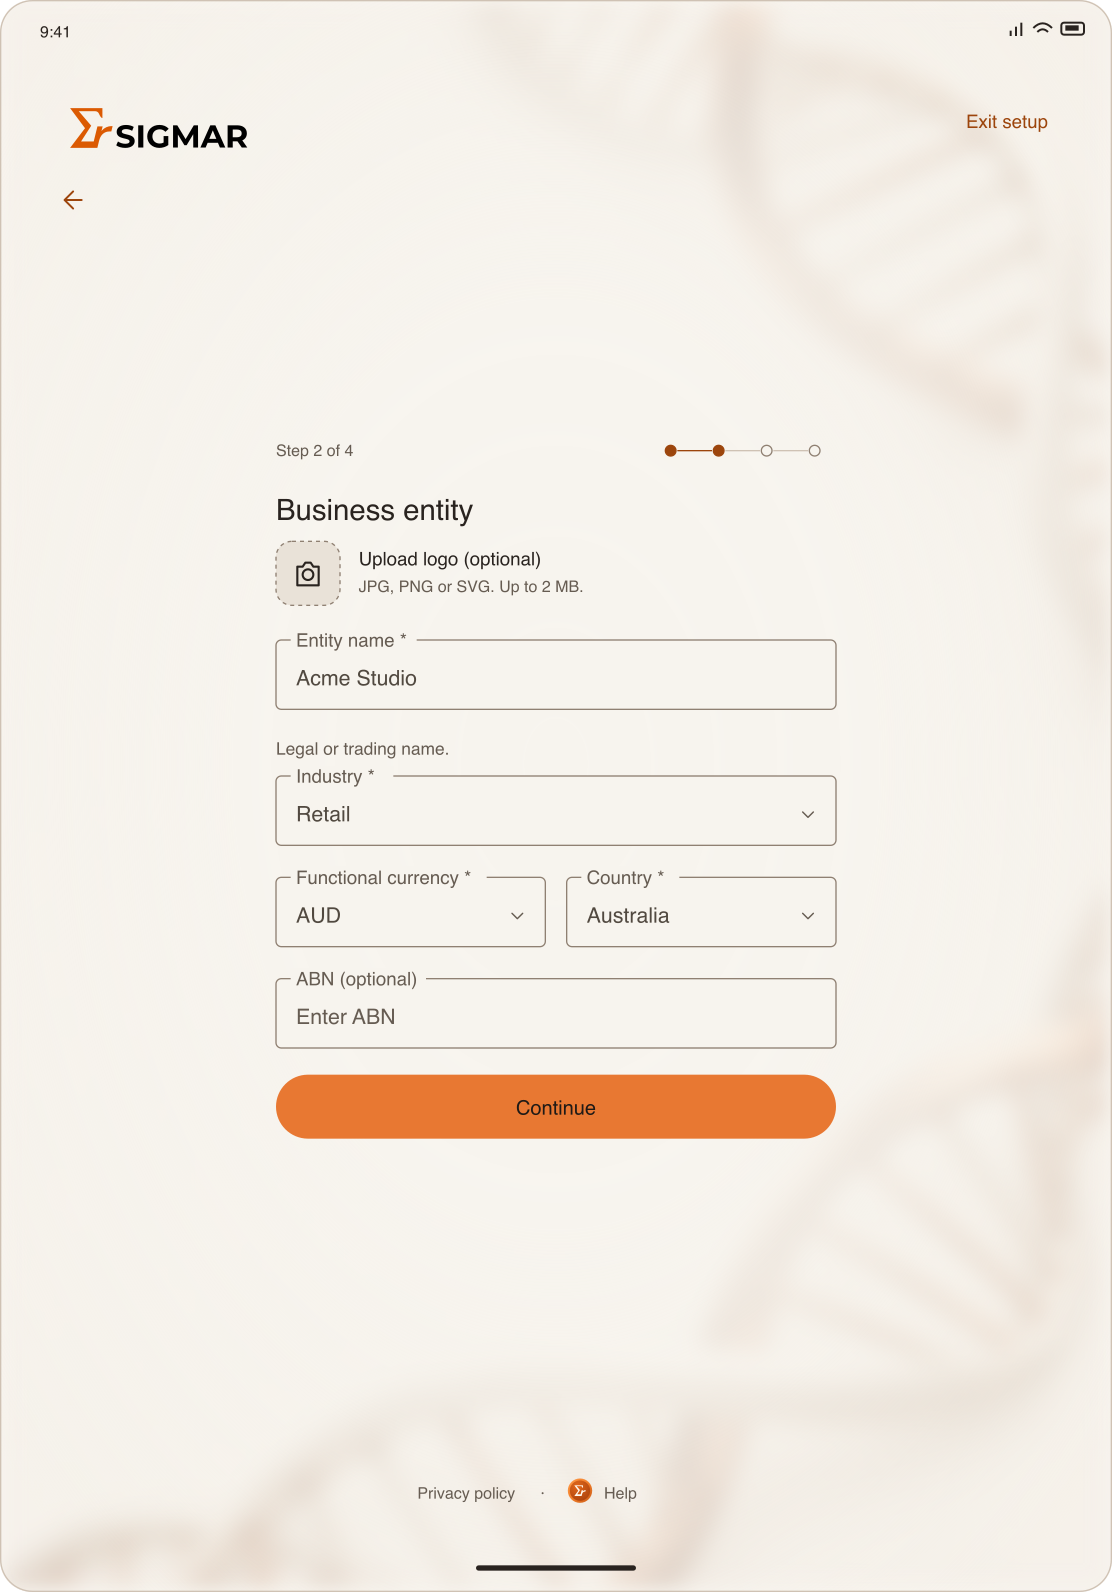 9:41
SIGMAR
Exit setup
Step 2 of 4
Business entity
Upload logo (optional)
JPG, PNG or SVG. Up to 2 MB.
Entity name *
Acme Studio
Legal or trading name.
Industry *
Retail
Functional currency *
AUD
Country *
Australia
ABN (optional)
Enter ABN
Continue
Privacy policy · Help